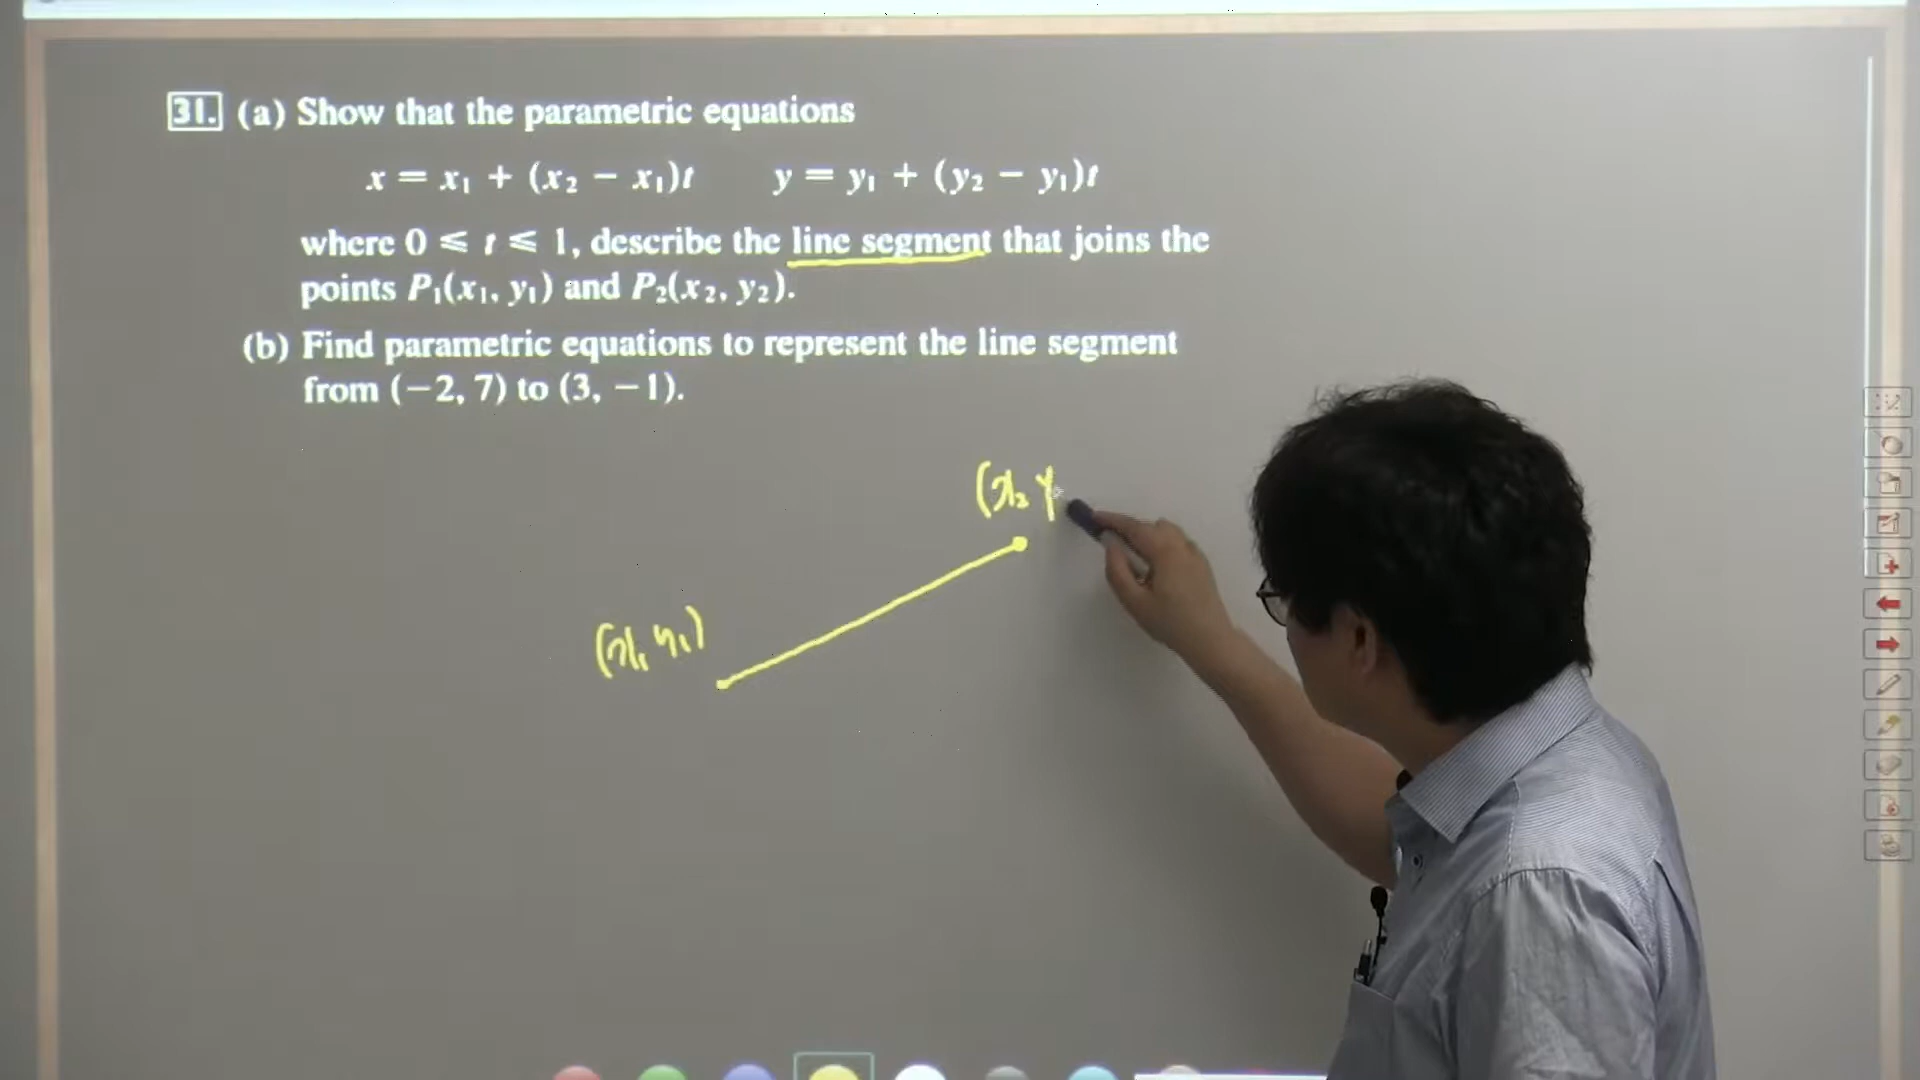 31. (a) Show that the parametric equations
x = x₁ + (x₂ − x₁)t y = y₁ + (y₂ − y₁)t
where 0 ⩽ t ⩽ 1, describe the line segment that joins the
points P₁(x₁, y₁) and P₂(x₂, y₂).
(b) Find parametric equations to represent the line segment
from (−2, 7) to (3, −1).
(x₂ y
(x₁ y₁)